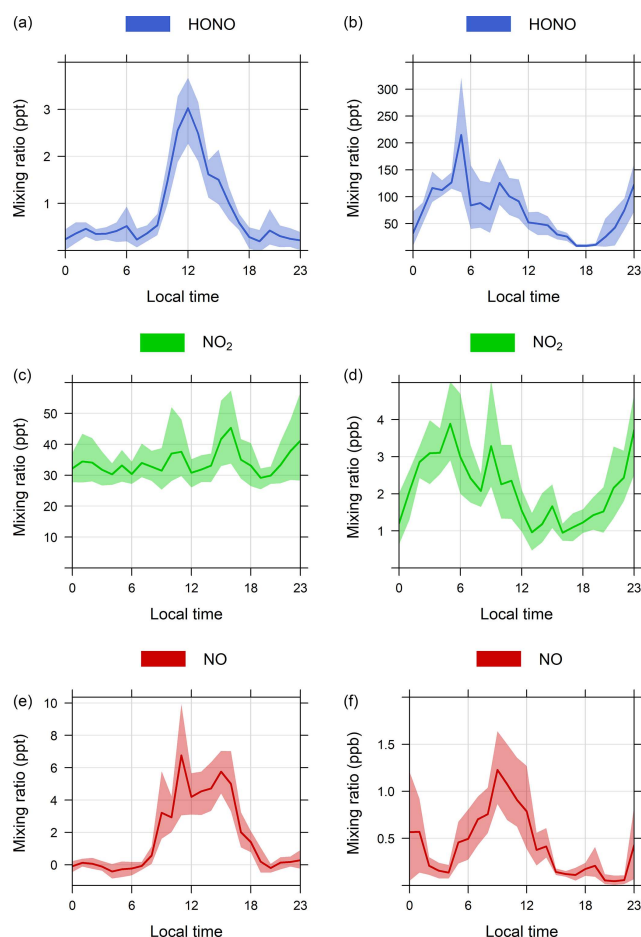 (a) HONO
(b) HONO
Mixing ratio (ppt)
3
2
1
0 6 12 18 23
Local time
Mixing ratio (ppt)
300
250
200
150
100
50
0 6 12 18 23
Local time
(c) NO₂
(d) NO₂
Mixing ratio (ppt)
50
40
30
20
10
0 6 12 18 23
Local time
Mixing ratio (ppb)
4
3
2
1
0 6 12 18 23
Local time
(e) NO
(f) NO
Mixing ratio (ppt)
10
8
6
4
2
0
0 6 12 18 23
Local time
Mixing ratio (ppb)
1.5
1.0
0.5
0 6 12 18 23
Local time